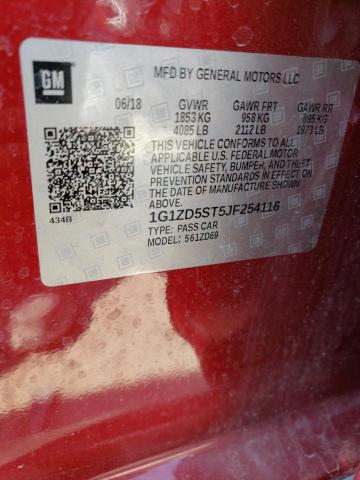 GM
MFD BY GENERAL MOTORS LLC
06/18 GVWR GAWR FRT GAWR RR
1853 KG 958 KG 895 KG
4085 LB 2112 LB 1973 LB
THIS VEHICLE CONFORMS TO ALL
APPLICABLE U.S. FEDERAL MOTOR
VEHICLE SAFETY, BUMPER, AND THEFT
PREVENTION STANDARDS IN EFFECT ON
THE DATE OF MANUFACTURE SHOWN
ABOVE.
434B
1G1ZD5ST5JF254116
TYPE: PASS CAR
MODEL: 561ZD69